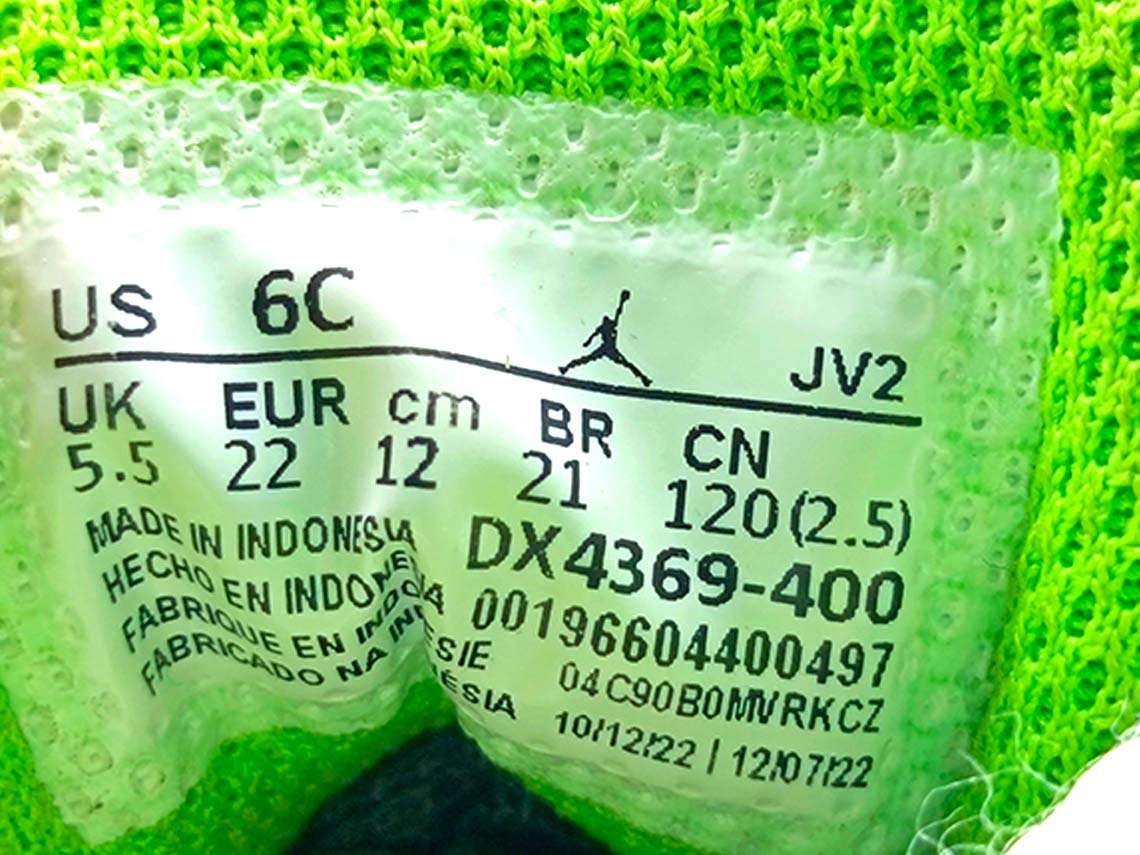 US 6C JV2
UK EUR cm BR CN
5.5 22 12 21 120(2.5)
MADE IN INDONESIA
HECHO EN INDONESIA
FABRIQUE EN INDONESIE
FABRICADO NA INDONÉSIA
DX4369-400
00196604400497
04C90B0MVRKCZ
10/12/22 | 12/07/22